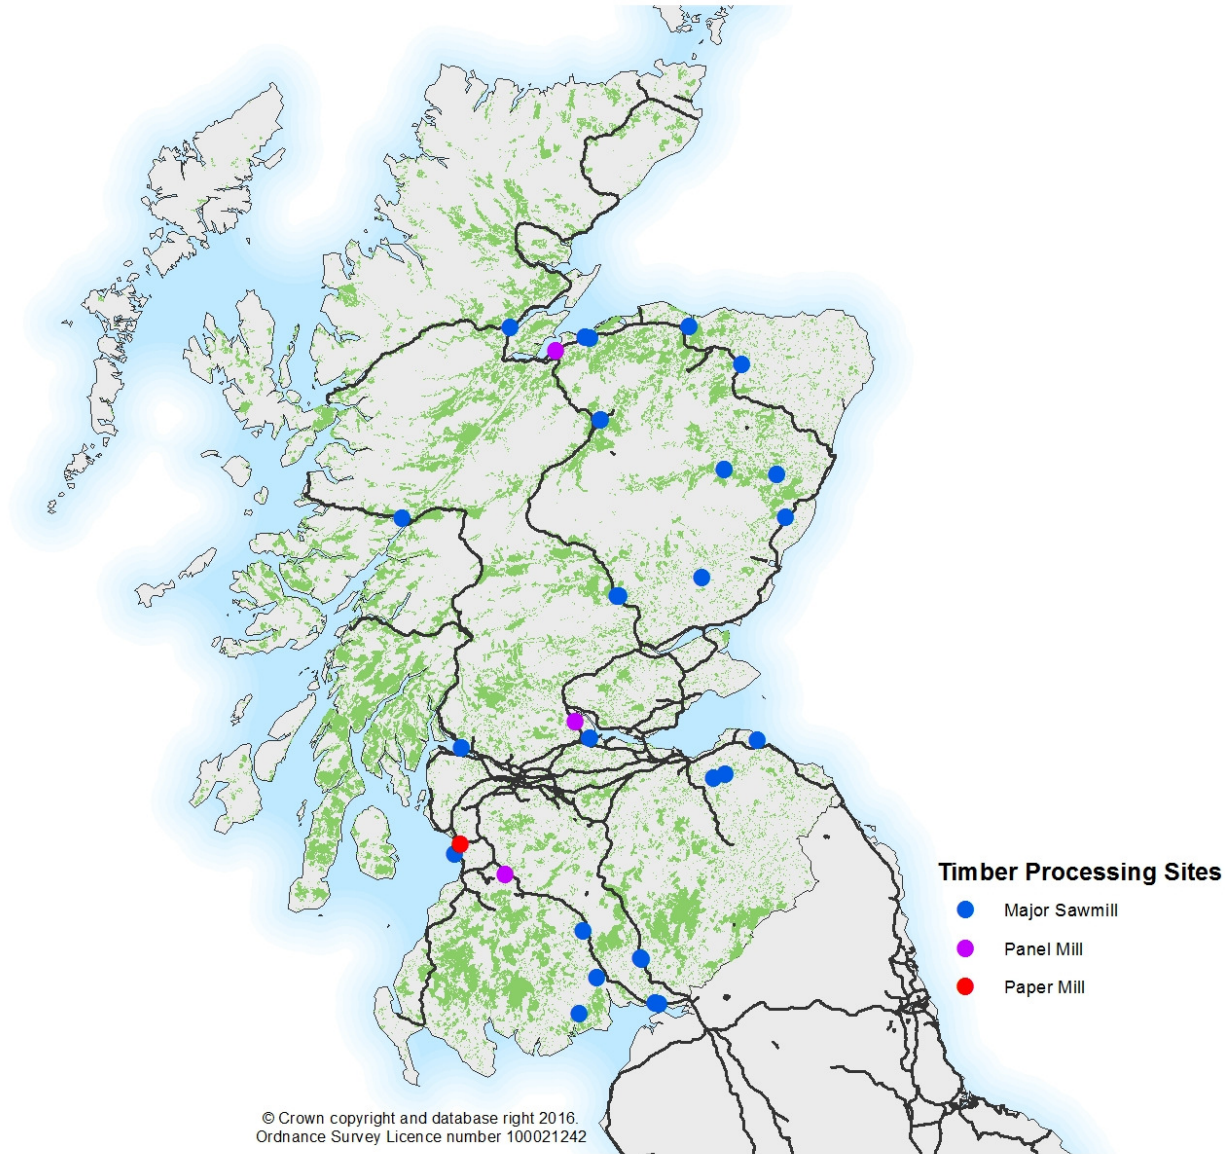 Timber Processing Sites
Major Sawmill
Panel Mill
Paper Mill
© Crown copyright and database right 2016.
Ordnance Survey Licence number 100021242